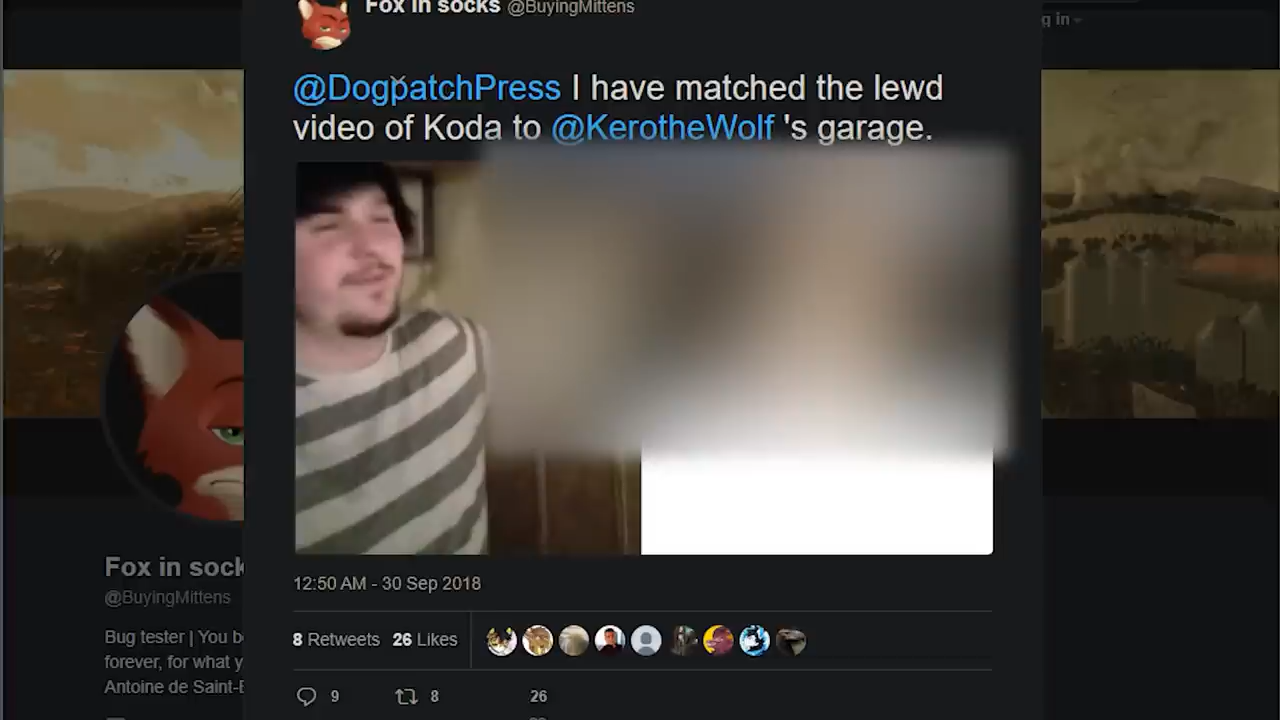 Fox in socks @BuyingMittens
g in
@DogpatchPress I have matched the lewd
video of Koda to @KerotheWolf 's garage.
12:50 AM - 30 Sep 2018
8 Retweets 26 Likes
9 8 26
Fox in sock
@BuyingMittens
Bug tester | You b
forever, for what y
Antoine de Saint-E